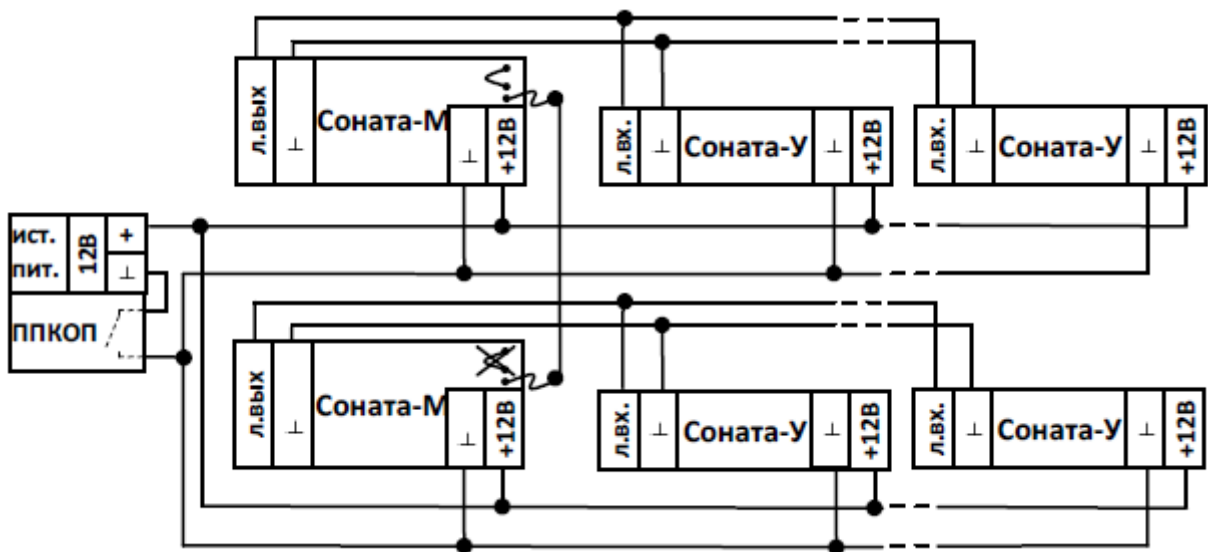 л.вых
⊥
Соната-М
⊥
+12В
л.вх.
⊥
Соната-У
⊥
+12В
л.вх.
⊥
Соната-У
⊥
+12В
ист.
пит.
12В
+
⊥
ППКОП
л.вых
⊥
Соната-М
⊥
+12В
л.вх.
⊥
Соната-У
⊥
+12В
л.вх.
⊥
Соната-У
⊥
+12В